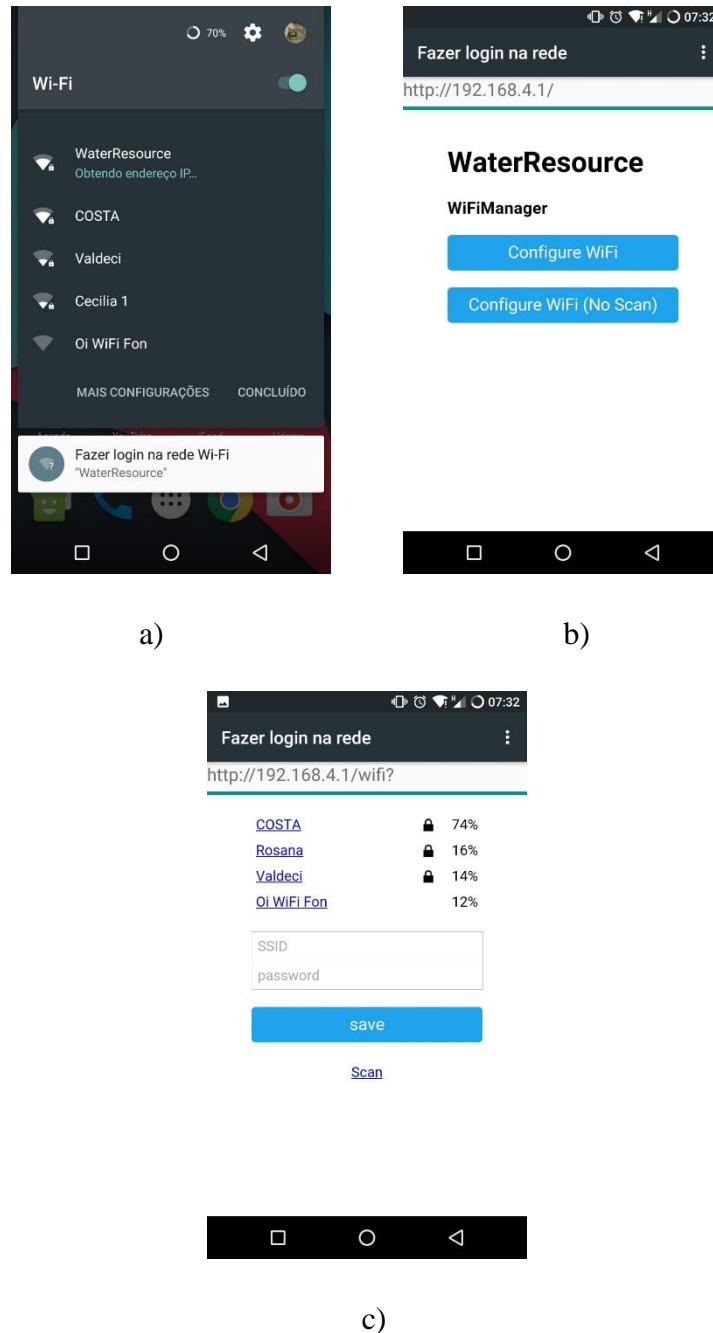 70%
Wi-Fi
WaterResource
Obtendo endereço IP...
COSTA
Valdeci
Cecilia 1
Oi WiFi Fon
MAIS CONFIGURAÇÕES CONCLUÍDO
Fazer login na rede Wi-Fi
"WaterResource"
a)
H 07:32
Fazer login na rede
http://192.168.4.1/
WaterResource
WiFiManager
Configure WiFi
Configure WiFi (No Scan)
b)
H 07:32
Fazer login na rede
http://192.168.4.1/wifi?
COSTA 74%
Rosana 16%
Valdeci 14%
Oi WiFi Fon 12%
SSID
password
save
Scan
c)